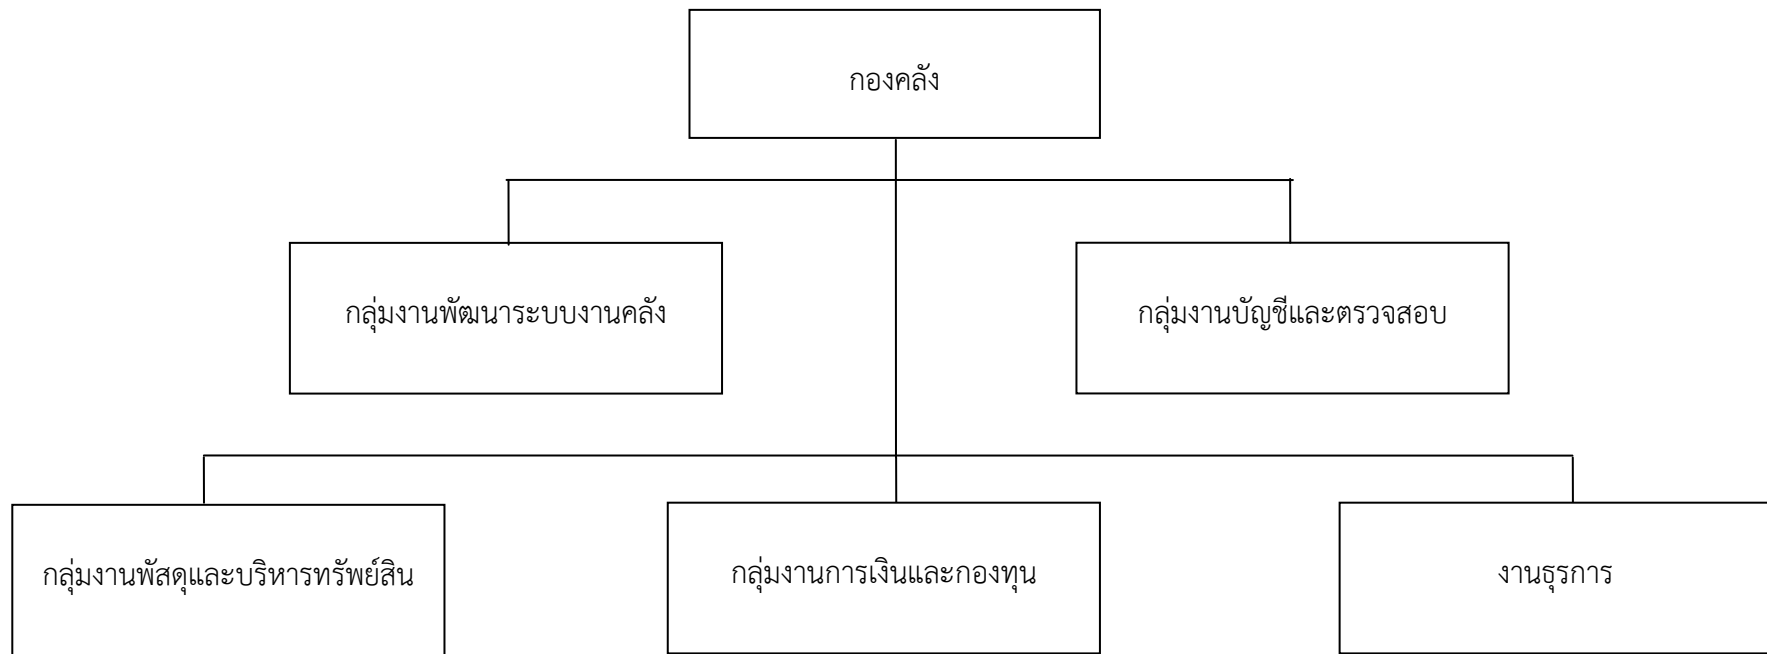 กองคลัง
กลุ่มงานพัฒนาระบบงานคลัง
กลุ่มงานบัญชีและตรวจสอบ
กลุ่มงานพัสดุและบริหารทรัพย์สิน
กลุ่มงานการเงินและกองทุน
งานธุรการ